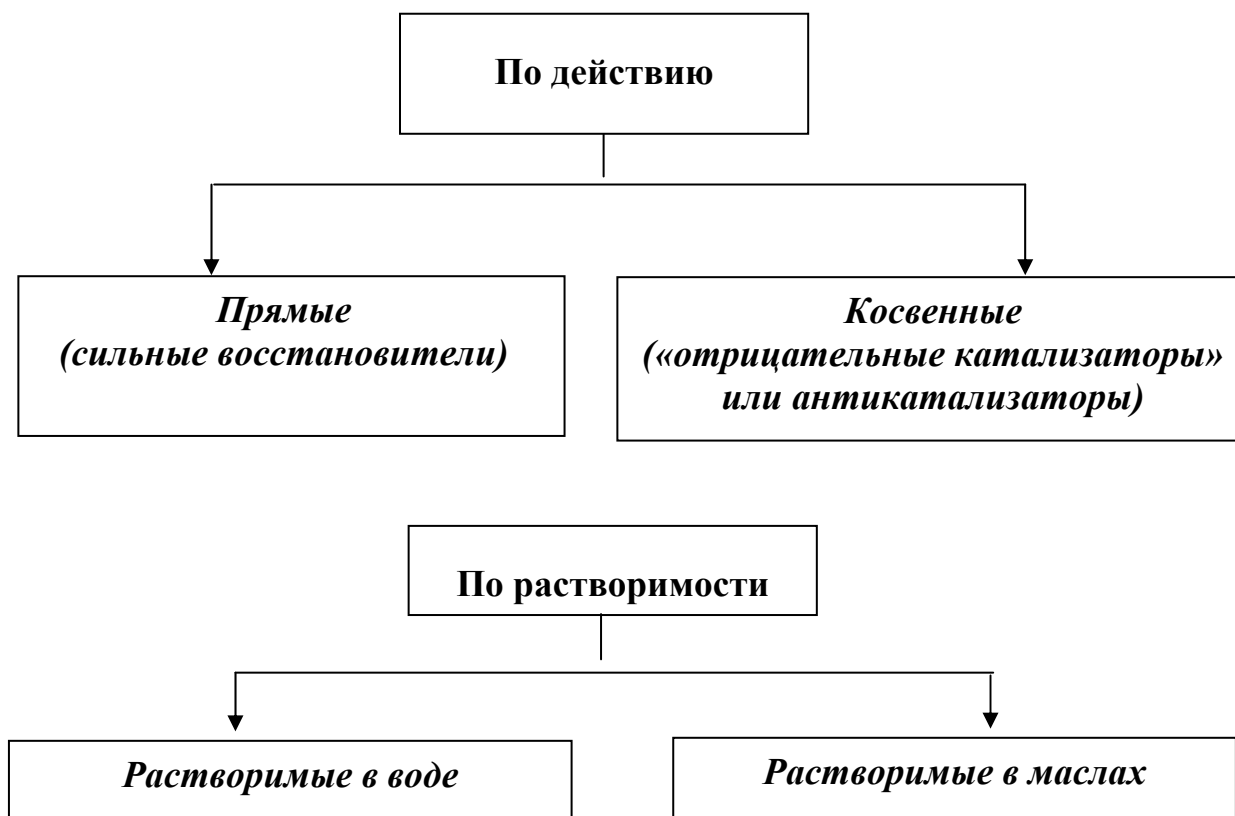 По действию
Прямые
(сильные восстановители)
Косвенные
(«отрицательные катализаторы»
или антикатализаторы)
По растворимости
Растворимые в воде
Растворимые в маслах